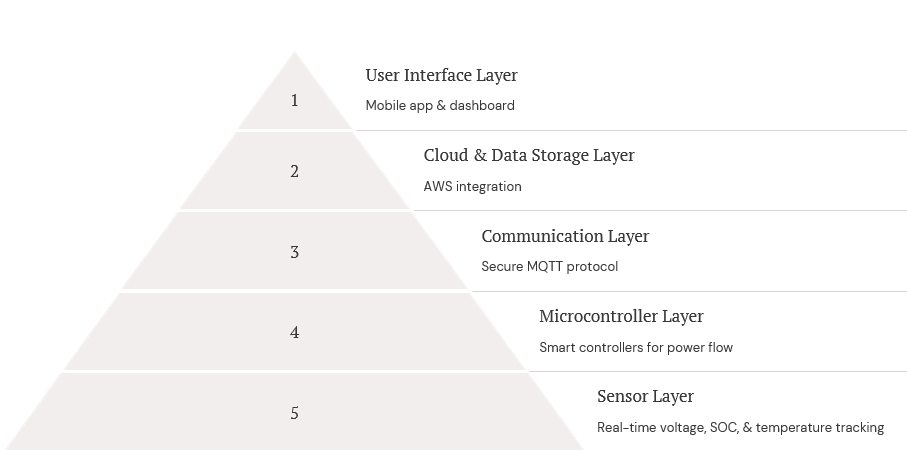 1
User Interface Layer
Mobile app & dashboard
2
Cloud & Data Storage Layer
AWS integration
3
Communication Layer
Secure MQTT protocol
4
Microcontroller Layer
Smart controllers for power flow
5
Sensor Layer
Real-time voltage, SOC, & temperature tracking